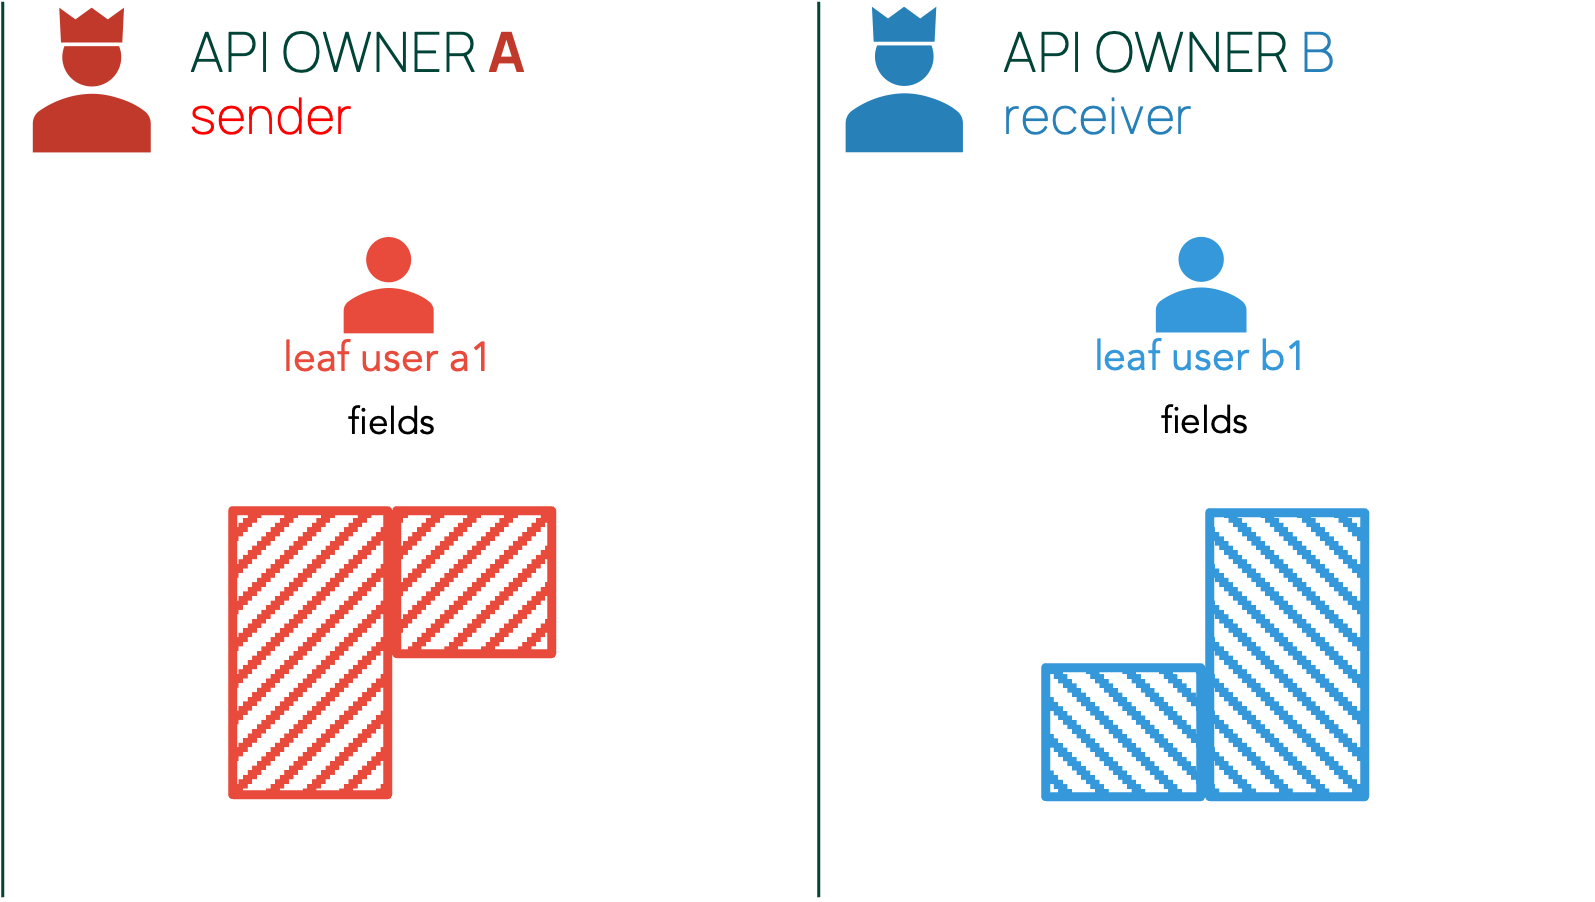 API OWNER A
sender
leaf user a1
fields
API OWNER B
receiver
leaf user b1
fields